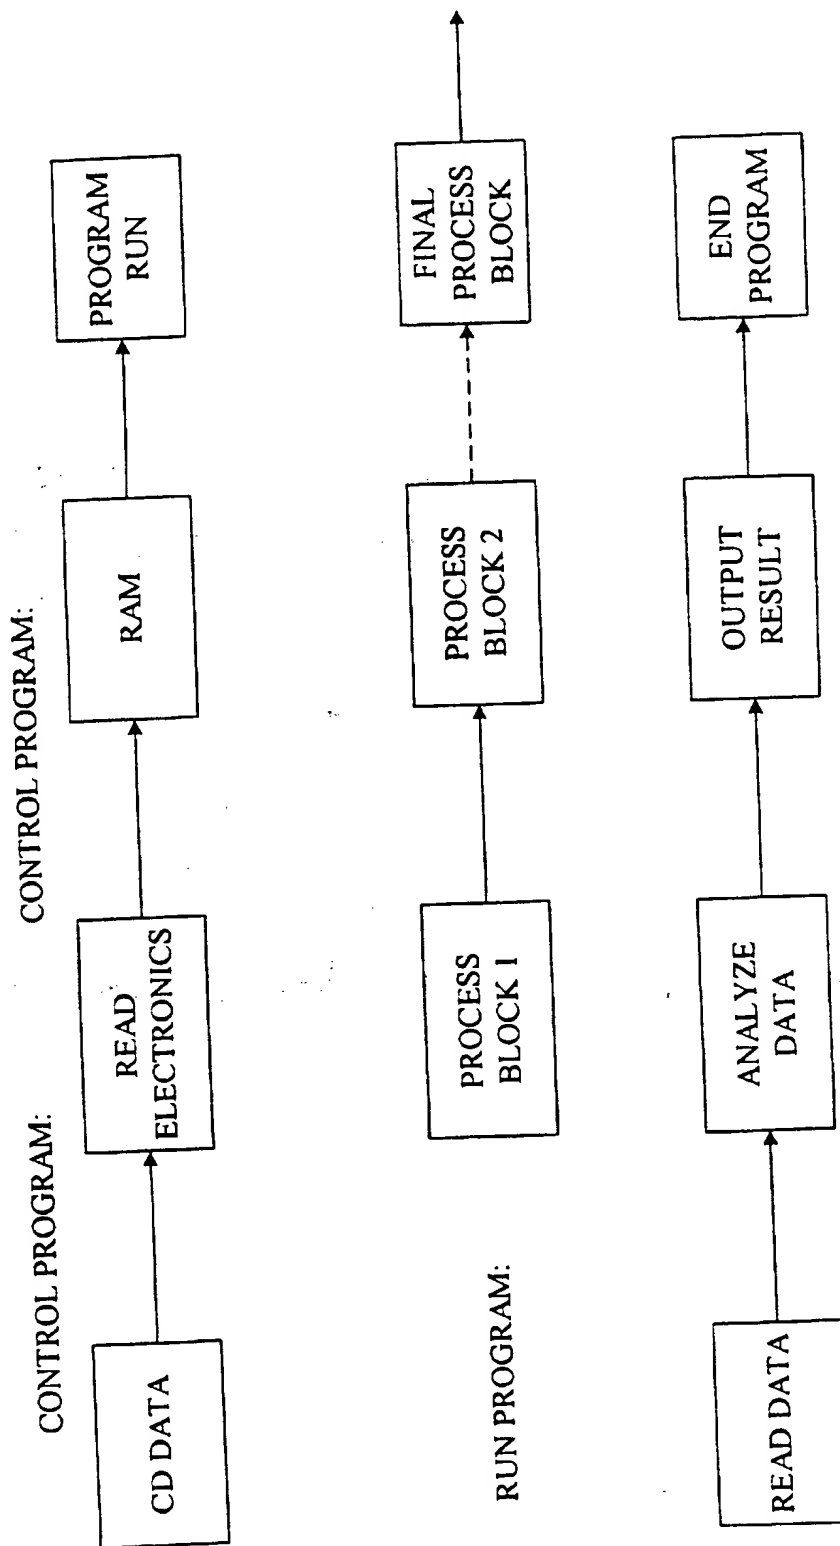 CONTROL PROGRAM:
CONTROL PROGRAM:
CD DATA
READ
ELECTRONICS
RAM
PROGRAM
RUN
RUN PROGRAM:
PROCESS
BLOCK 1
PROCESS
BLOCK 2
FINAL
PROCESS
BLOCK
READ DATA
ANALYZE
DATA
OUTPUT
RESULT
END
PROGRAM